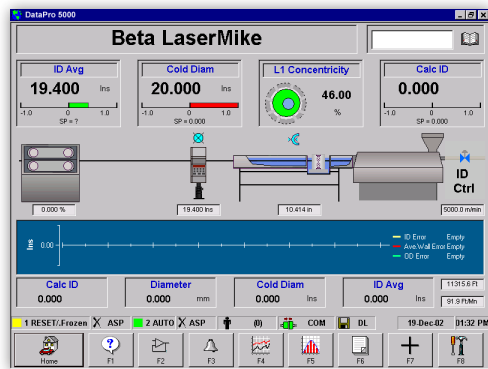 DataPro 5000
Beta LaserMike
ID Avg
19.400 Ins
-1.0 0 1.0
SP = ?
Cold Diam
20.000 Ins
-1.0 0 1.0
SP = 0.000
L1 Concentricity
46.00
%
Calc ID
0.000
-1.0 0 1.0
SP = 0.000
ID
Ctrl
0.000 %
19.400 Ins
10.414 in
5000.0 m/min
Ins
0.00
ID Error Empty
Ave.Wall Error Empty
OD Error Empty
Calc ID
0.000 Ins
Diameter
0.000 mm
Cold Diam
0.000 Ins
ID Avg
0.000 Ins
11315.6 Ft
91.9 Ft/Mn
1 RESET/.Frozen ASP 2 AUTO ASP (0) COM DL 19-Dec-02 01:32 PM
Home F1 F2 F3 F4 F5 F6 F7 F8